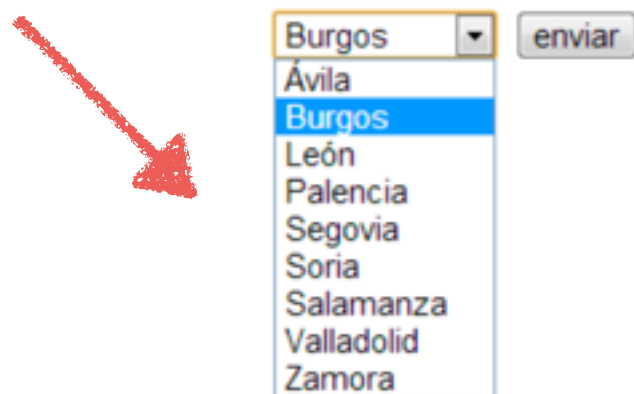 Burgos enviar
Ávila
Burgos
León
Palencia
Segovia
Soria
Salamanza
Valladolid
Zamora